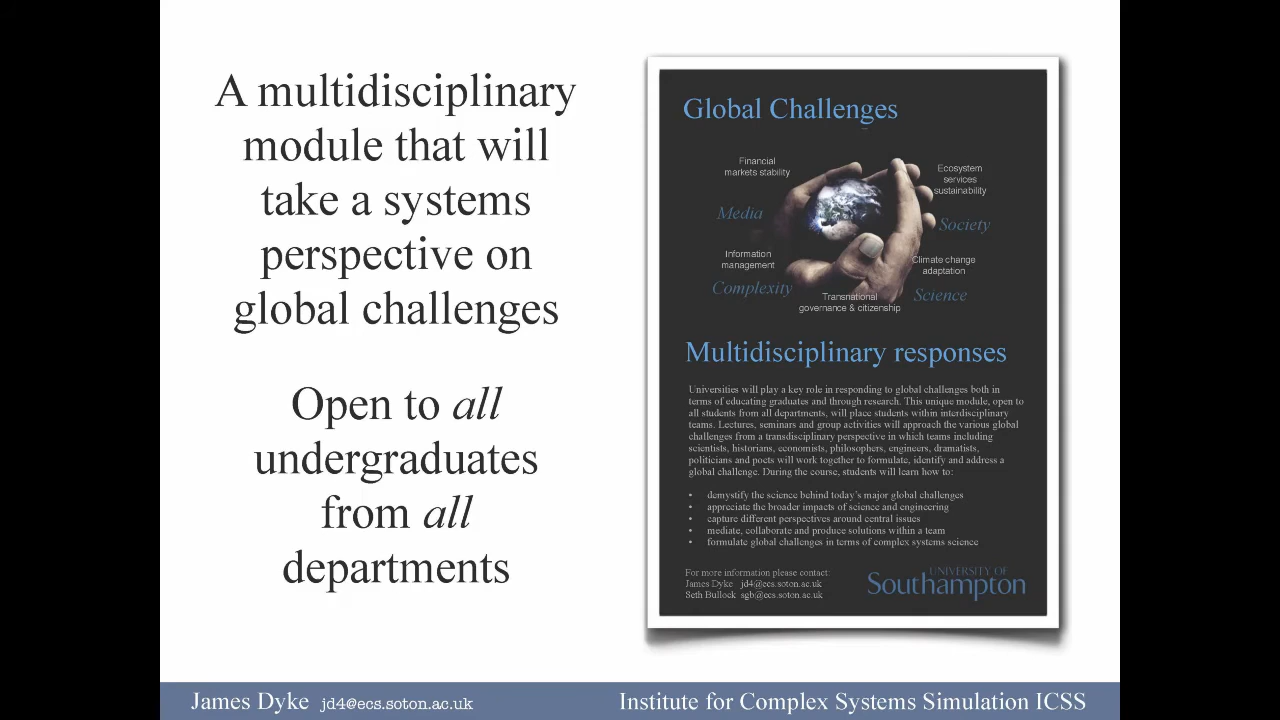 A multidisciplinary
module that will
take a systems
perspective on
global challenges
Open to all
undergraduates
from all
departments
Global Challenges
Financial
markets stability
Ecosystem
services
sustainability
Media
Society
Information
management
Climate change
adaptation
Complexity
Transnational
governance & citizenship
Science
Multidisciplinary responses
Universities will play a key role in responding to global challenges both in
terms of educating graduates and through research. This unique module, open to
all students from all departments, will place students within interdisciplinary
teams. Lectures, seminars and group activities will approach the various global
challenges from a transdisciplinary perspective in which teams including
scientists, historians, economists, philosophers, engineers, dramatists,
politicians and poets will work together to formulate, identify and address a
global challenge. During the course, students will learn how to:
• demystify the science behind today's major global challenges
• appreciate the broader impacts of science and engineering
• capture different perspectives around central issues
• mediate, collaborate and produce solutions within a team
• formulate global challenges in terms of complex systems science
For more information please contact:
James Dyke jd4@ecs.soton.ac.uk
Seth Bullock sgb@ecs.soton.ac.uk
UNIVERSITY OF
Southampton
James Dyke jd4@ecs.soton.ac.uk
Institute for Complex Systems Simulation ICSS